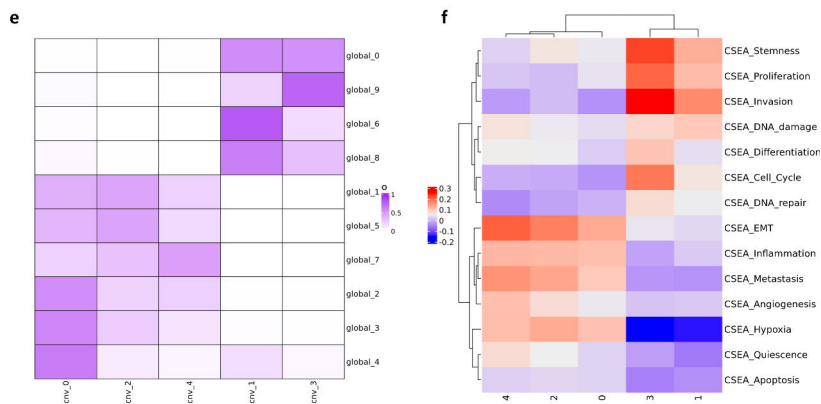 e
global_0
global_9
global_6
global_8
global_1
global_5
global_7
global_2
global_3
global_4
cnv_0
cnv_2
cnv_4
cnv_1
cnv_3
O
1
0.5
0
f
CSEA_Stemness
CSEA_Proliferation
CSEA_Invasion
CSEA_DNA_damage
CSEA_Differentiation
CSEA_Cell_Cycle
CSEA_DNA_repair
CSEA_EMT
CSEA_Inflammation
CSEA_Metastasis
CSEA_Angiogenesis
CSEA_Hypoxia
CSEA_Quiescence
CSEA_Apoptosis
0.3
0.2
0.1
0
-0.1
-0.2
4
2
0
3
1